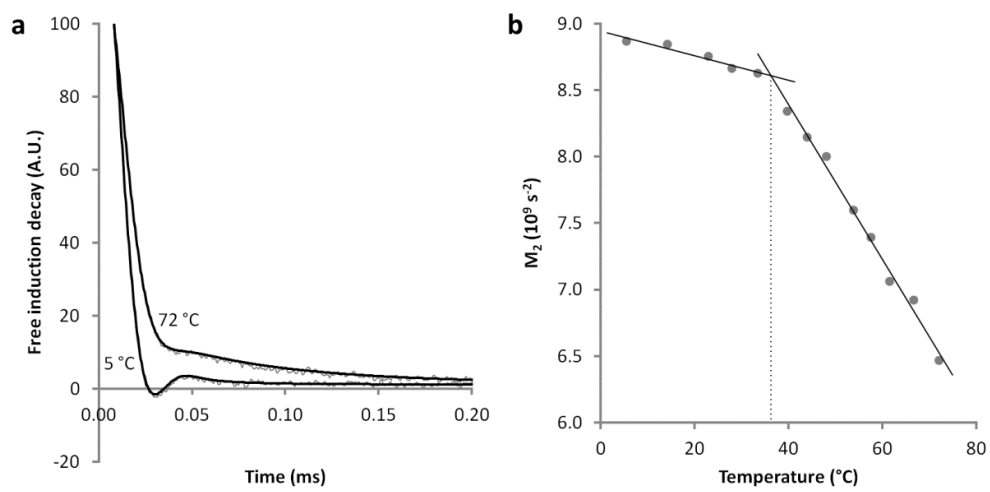 a
Free induction decay (A.U.)
100
80
60
40
20
0
-20
72 °C
5 °C
0.00 0.05 0.10 0.15 0.20
Time (ms)
b
M2 (10⁹ s⁻²)
9.0
8.5
8.0
7.5
7.0
6.5
6.0
0 20 40 60 80
Temperature (°C)